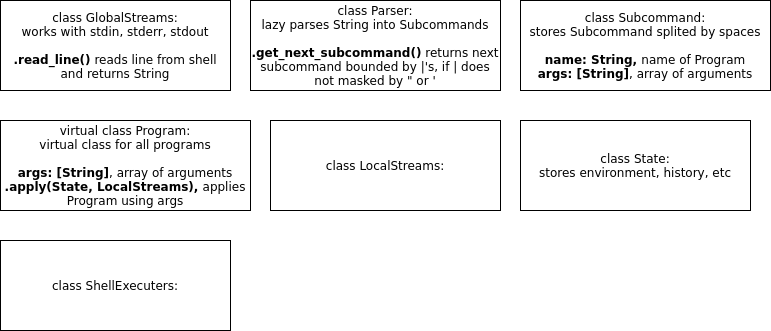 class GlobalStreams:
works with stdin, stderr, stdout
.read_line() reads line from shell
and returns String
class Parser:
lazy parses String into Subcommands
.get_next_subcommand() returns next
subcommand bounded by |'s, if | does
not masked by " or '
class Subcommand:
stores Subcommand splited by spaces
name: String, name of Program
args: [String], array of arguments
virtual class Program:
virtual class for all programs
args: [String], array of arguments
.apply(State, LocalStreams), applies
Program using args
class LocalStreams:
class State:
stores environment, history, etc
class ShellExecuters: